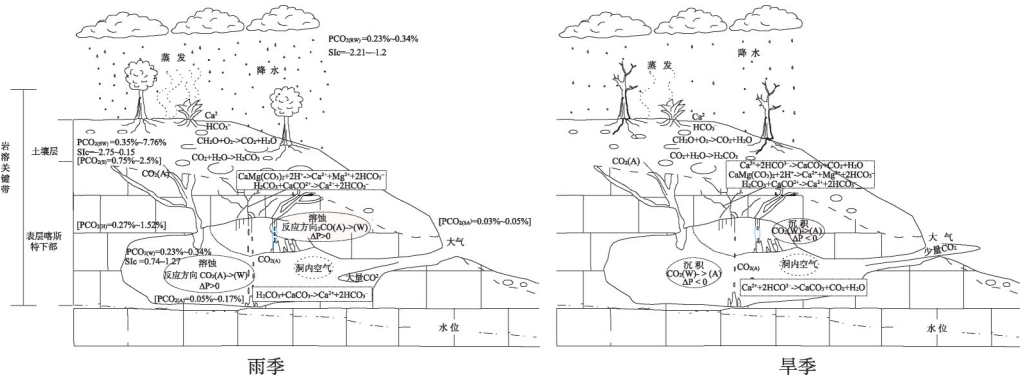 PCO₂(RW)=0.23%~0.34%
SIc=-2.21~-1.2
蒸 发
降 水
Ca²
HCO₃⁻
PCO₂(RW)=0.35%~7.76%
SIc=-2.75~0.15
[PCO₂(S)=0.75%~2.5%]
CH₂O+O₂->CO₂+H₂O
CO₂+H₂O->H₂CO₃
CO₂(A)
CaMg(CO₃)₂+2H⁺->Ca²⁺+Mg²⁺+2HCO₃⁻
H₂CO₃+CaCO²⁻->Ca²⁺+2HCO₃⁻
岩溶关键带
土壤层
表层喀斯特下部
[PCO₂(H)=0.27%~1.52%]
溶蚀
反应方向₂CO(A)->(W)
ΔP>0
[PCO₂(SA)=0.03%~0.05%]
大气
PCO₂(W)=0.23%~0.34%
SIc =0.74~1.27
溶蚀
反应方向 CO₂(A)->(W)
ΔP>0
CO₂(A)
洞内空气
大量CO²
[PCO₂(A)=0.05%~0.17%]
H₂CO₃+CaCO₃->Ca²⁺+2HCO₃⁻
水 位
雨季
蒸 发
降 水
Ca²
HCO₃⁻
CH₂O+O₂->CO₂+H₂O
CO₂+H₂O->H₂CO₃
CO₂(A)
Ca²⁺+2HCO³⁻->CaCO₃+CO₂+H₂O
CaMg(CO₃)₂+2H⁺->Ca²⁺+Mg²⁺+2HCO₃⁻
H₂CO₃+CaCO²⁻->Ca²⁺+2HCO₃⁻
沉 积
CO₂(W)->(A)
ΔP < 0
大 气
少量CO₂
沉 积
CO₂(W)- > (A)
ΔP < 0
CO₂(A)
洞内空气
Ca²⁺+2HCO³⁻->CaCO₃+CO₂+H₂O
水 位
旱季